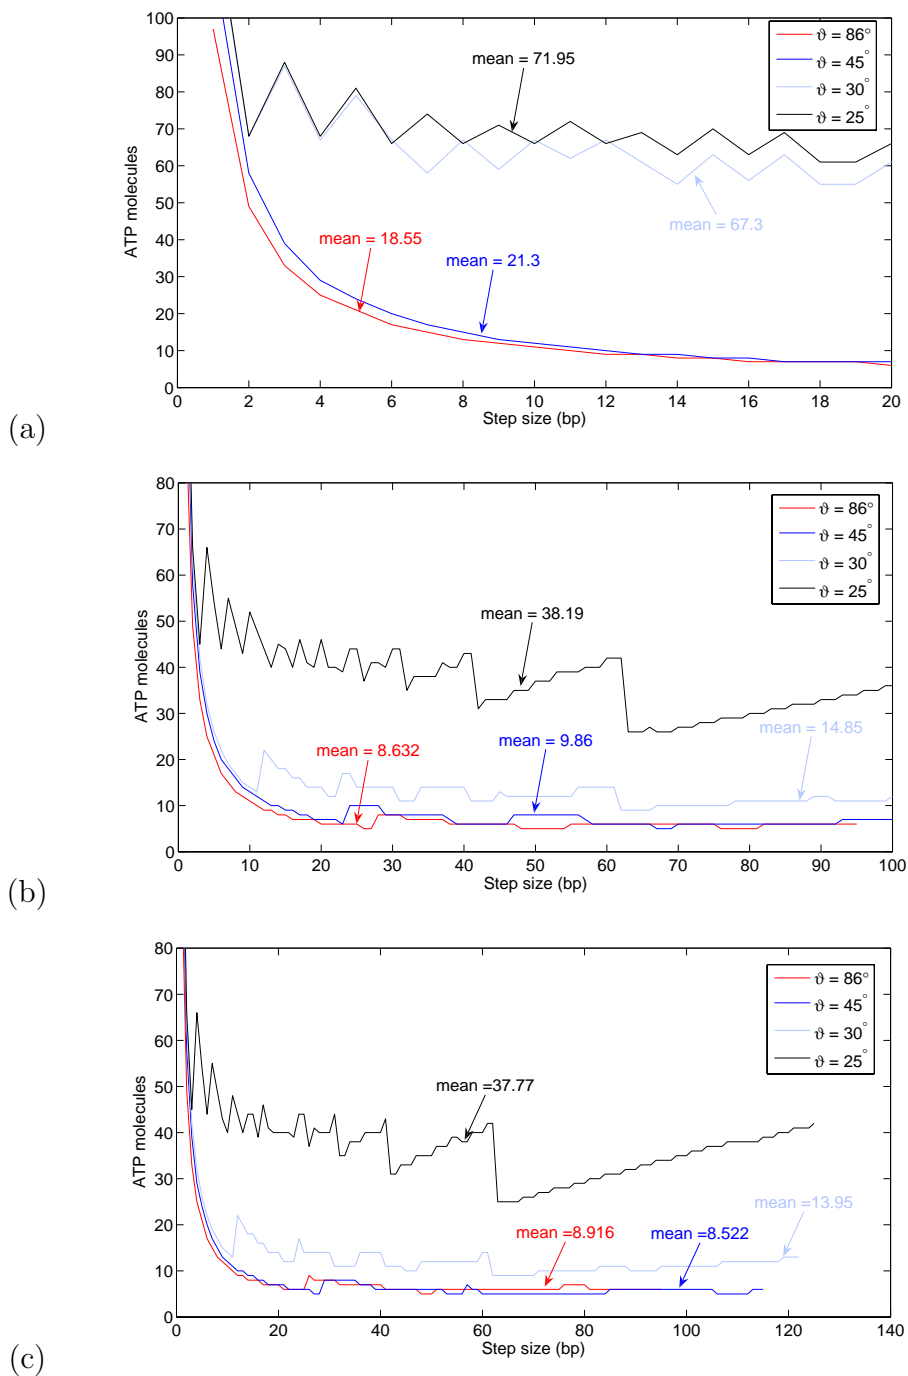 100
90
80
70
60
50
40
30
20
10
0
ATP molecules
mean = 71.95
mean = 67.3
mean = 18.55
mean = 21.3
ϑ = 86°
ϑ = 45°
ϑ = 30°
ϑ = 25°
0 2 4 6 8 10 12 14 16 18 20
Step size (bp)
(a)
80
70
60
50
40
30
20
10
0
ATP molecules
mean = 38.19
mean = 8.632
mean = 9.86
mean = 14.85
ϑ = 86°
ϑ = 45°
ϑ = 30°
ϑ = 25°
0 10 20 30 40 50 60 70 80 90 100
Step size (bp)
(b)
80
70
60
50
40
30
20
10
0
ATP molecules
mean =37.77
mean =8.916
mean =8.522
mean =13.95
ϑ = 86°
ϑ = 45°
ϑ = 30°
ϑ = 25°
0 20 40 60 80 100 120 140
Step size (bp)
(c)